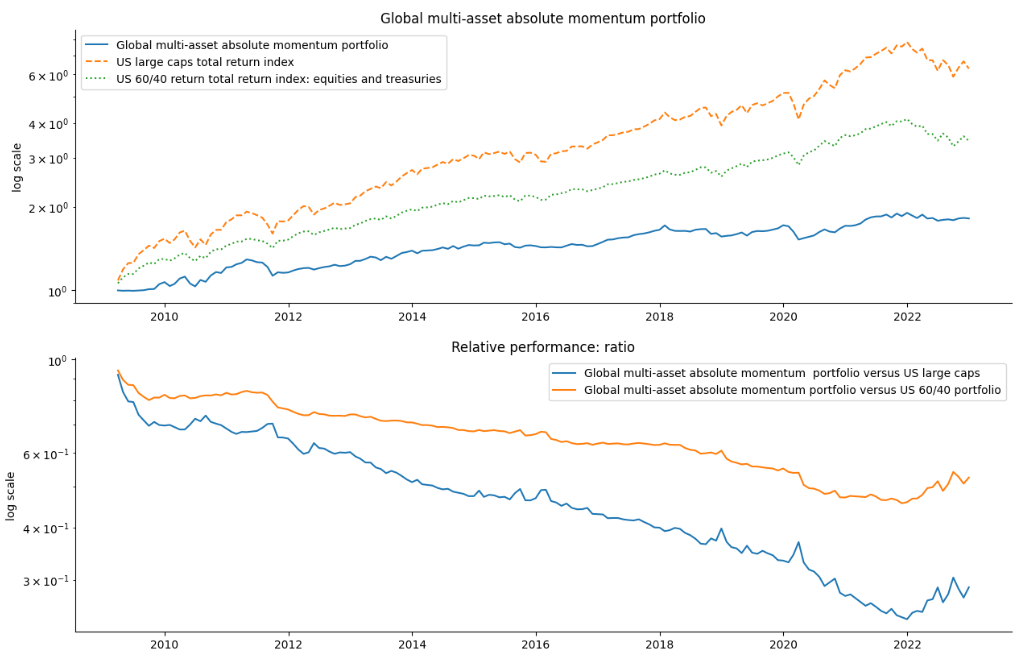 Global multi-asset absolute momentum portfolio
Global multi-asset absolute momentum portfolio
US large caps total return index
US 60/40 return total return index: equities and treasuries
log scale
6 × 10⁰
4 × 10⁰
3 × 10⁰
2 × 10⁰
10⁰
2010 2012 2014 2016 2018 2020 2022
Relative performance: ratio
Global multi-asset absolute momentum  portfolio versus US large caps
Global multi-asset absolute momentum portfolio versus US 60/40 portfolio
log scale
10⁰
6 × 10⁻¹
4 × 10⁻¹
3 × 10⁻¹
2010 2012 2014 2016 2018 2020 2022